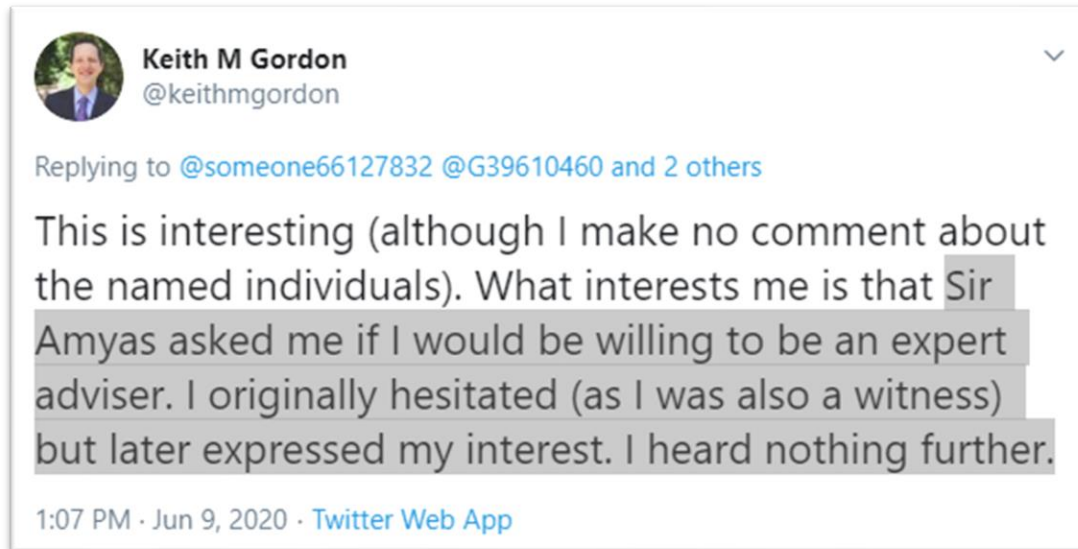 Keith M Gordon
@keithmgordon
Replying to @someone66127832 @G39610460 and 2 others
This is interesting (although I make no comment about
the named individuals). What interests me is that Sir
Amyas asked me if I would be willing to be an expert
adviser. I originally hesitated (as I was also a witness)
but later expressed my interest. I heard nothing further.
1:07 PM · Jun 9, 2020 · Twitter Web App